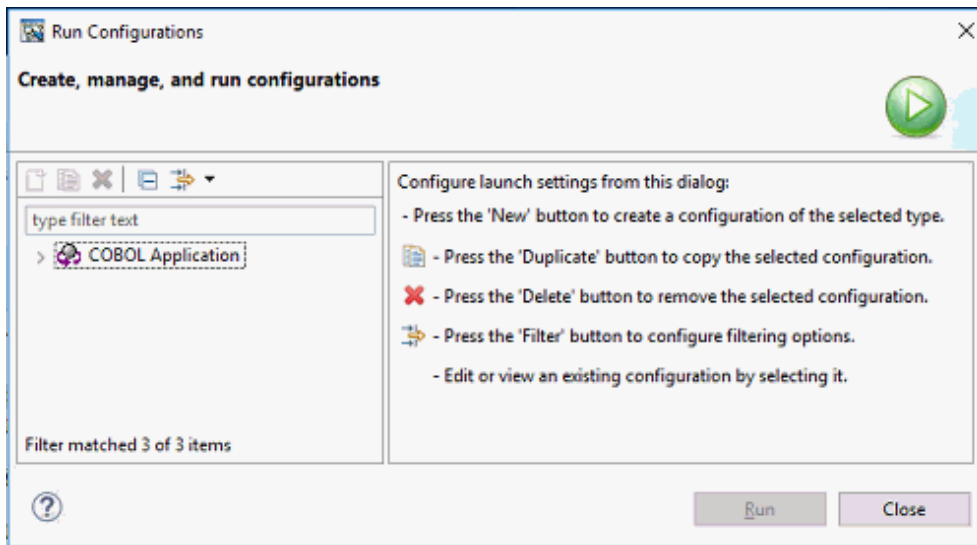 Run Configurations
Create, manage, and run configurations
type filter text
COBOL Application
Filter matched 3 of 3 items
Configure launch settings from this dialog:
- Press the 'New' button to create a configuration of the selected type.
- Press the 'Duplicate' button to copy the selected configuration.
- Press the 'Delete' button to remove the selected configuration.
- Press the 'Filter' button to configure filtering options.
- Edit or view an existing configuration by selecting it.
Run
Close